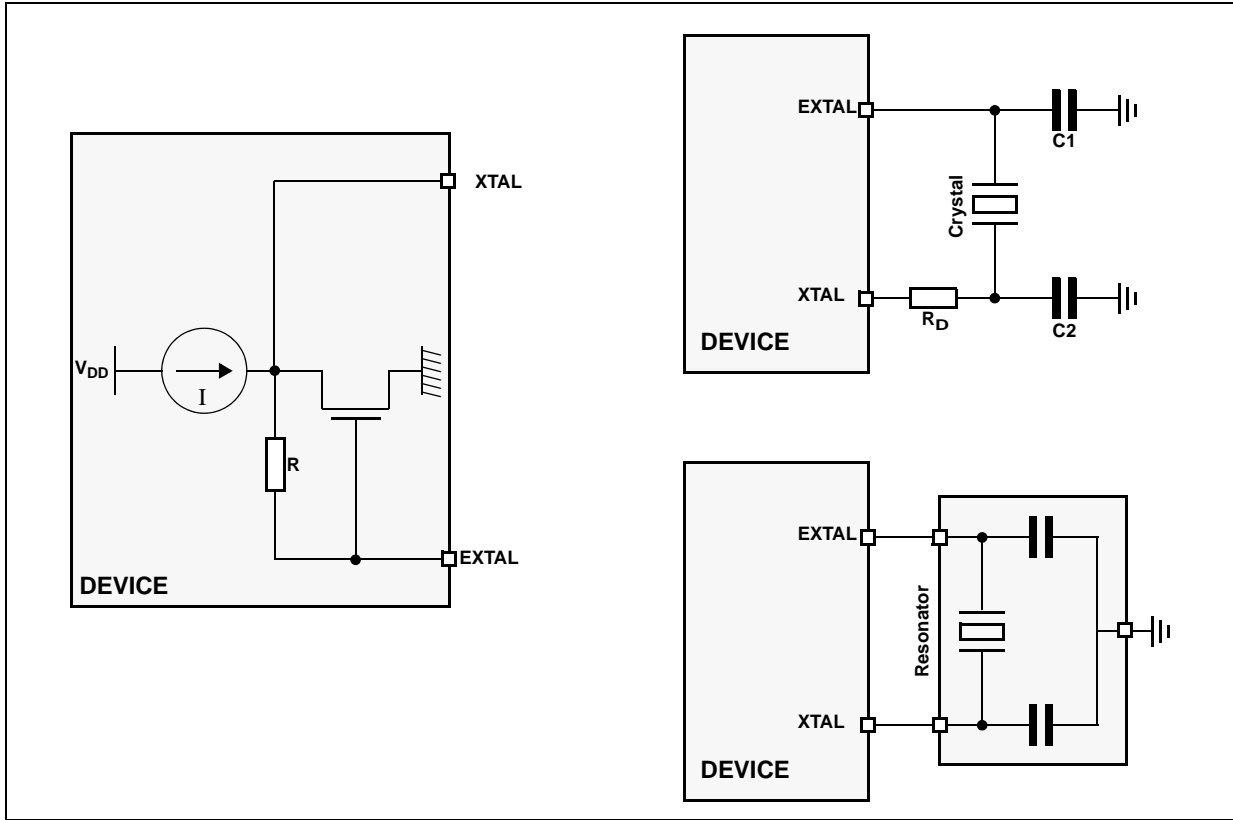 XTAL
VDD
I
R
EXTAL
DEVICE
EXTAL
C1
Crystal
XTAL
RD
C2
DEVICE
EXTAL
Resonator
XTAL
DEVICE